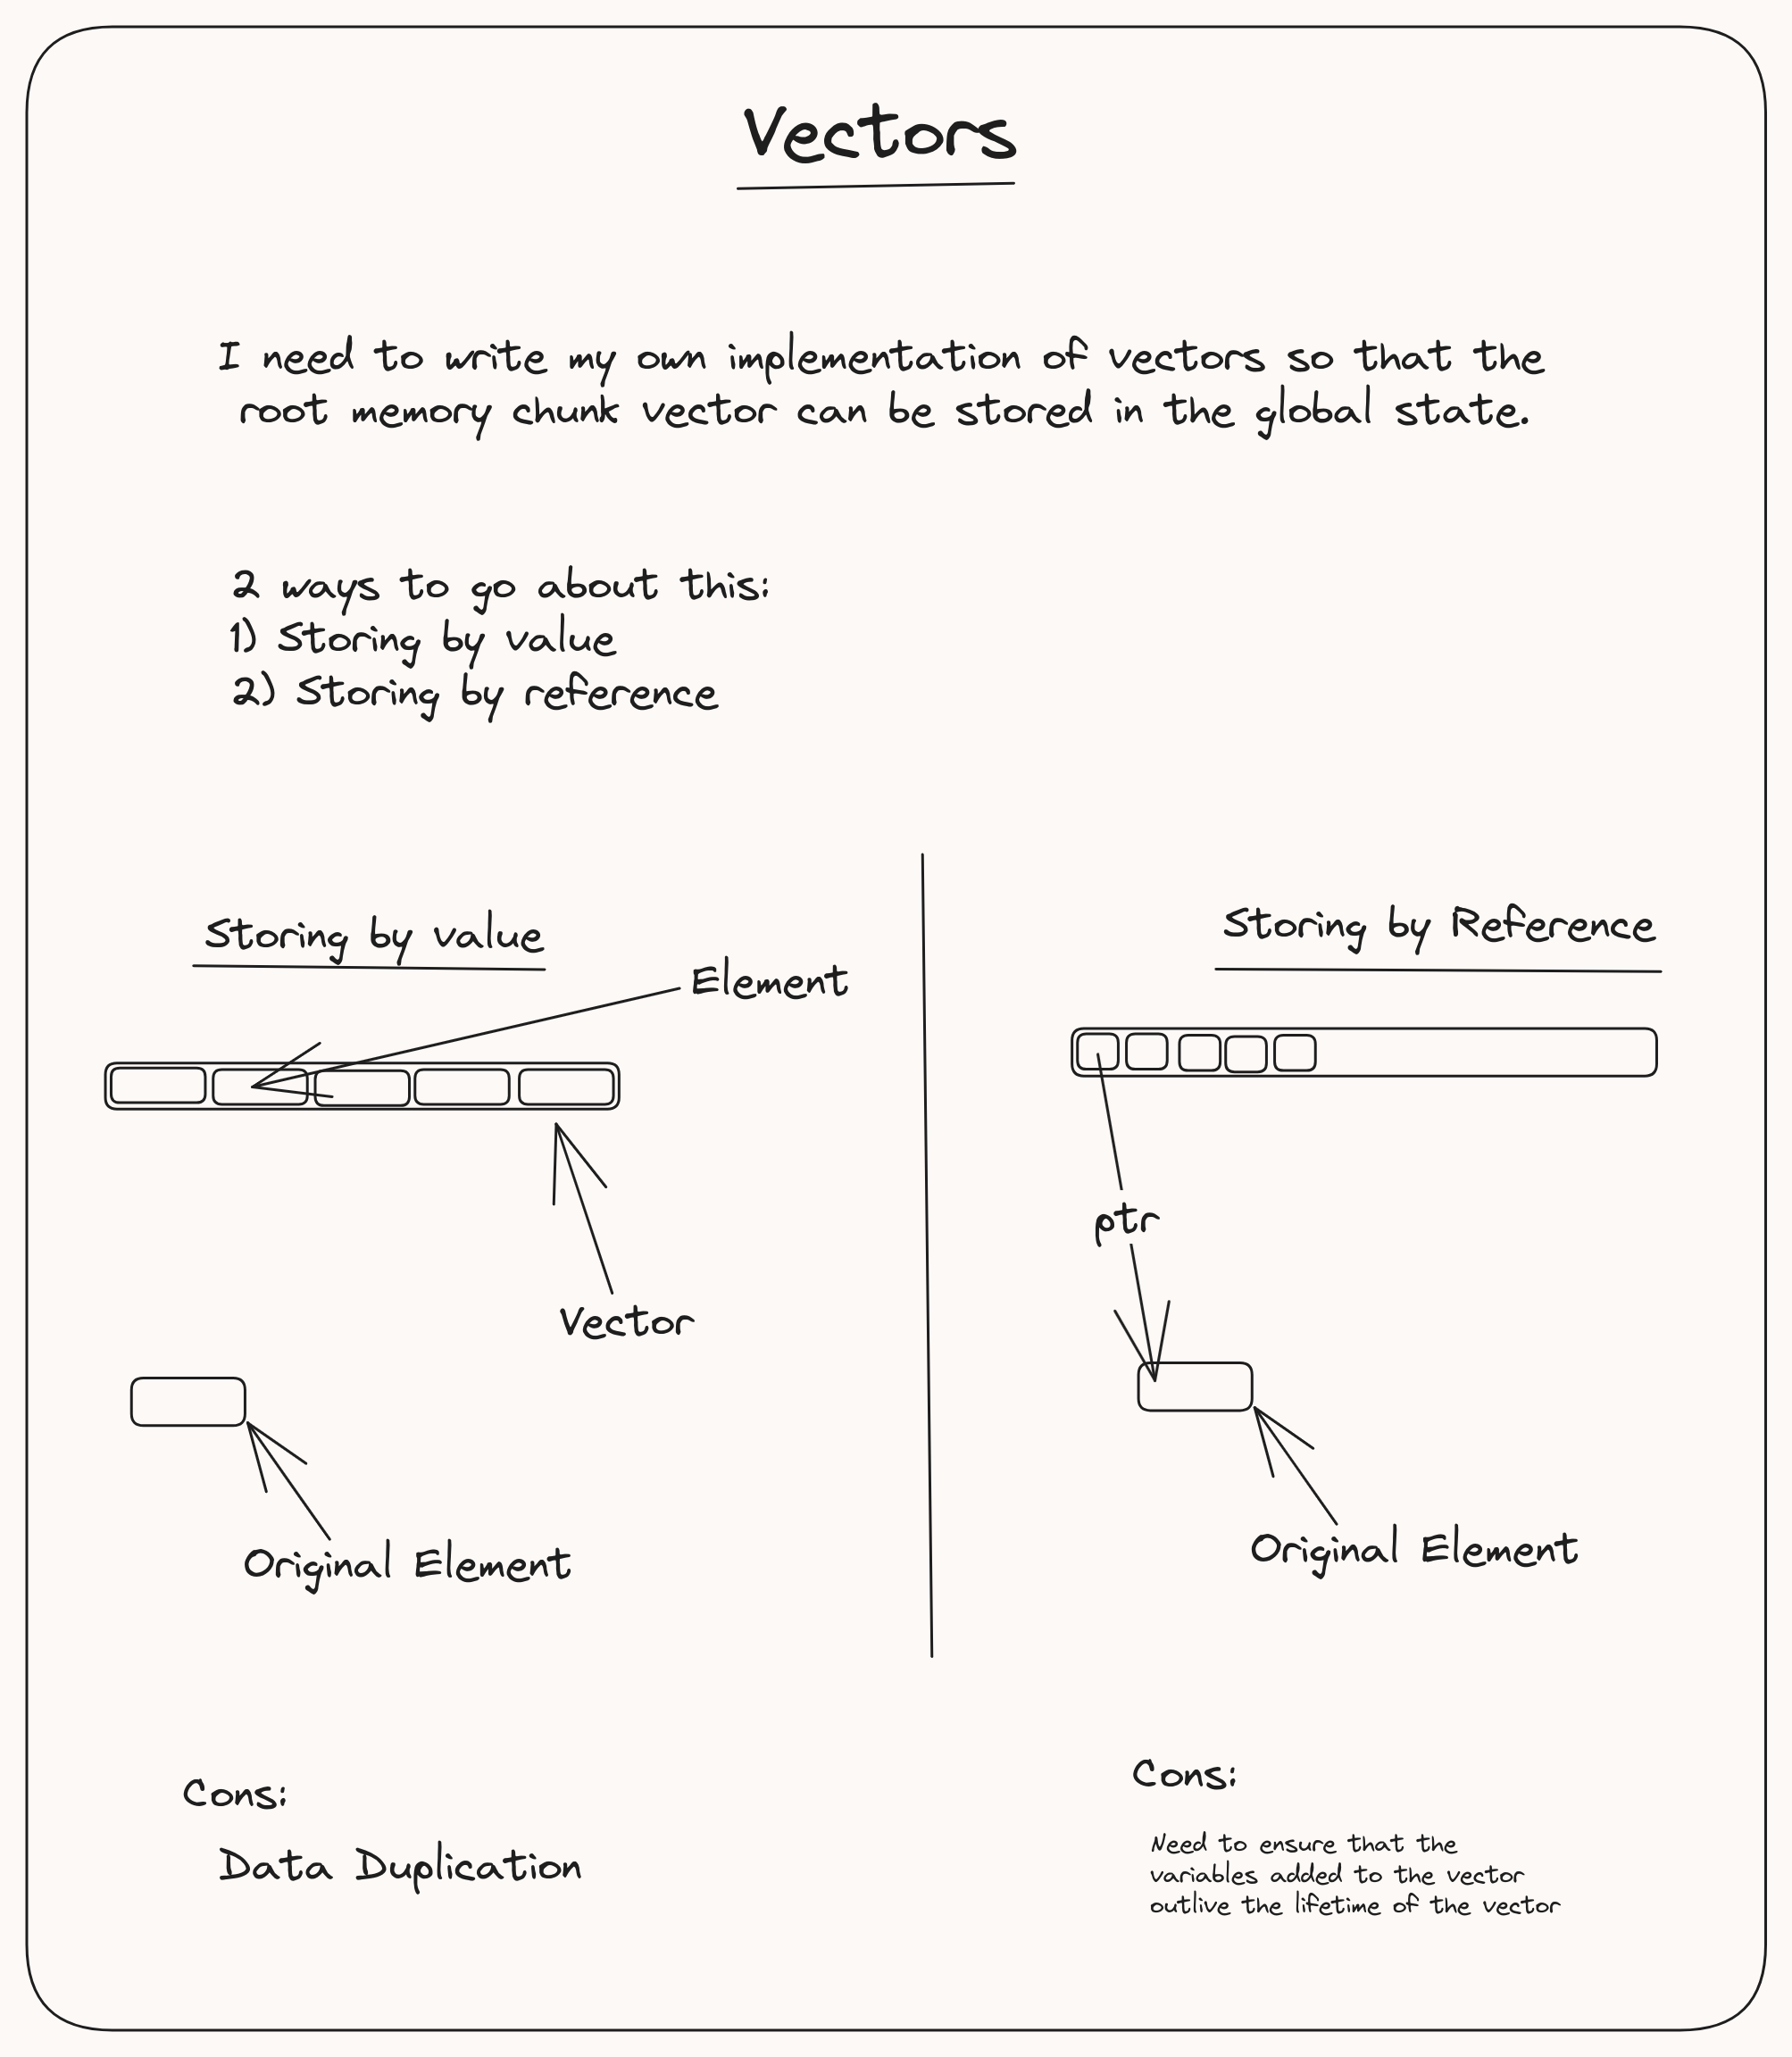 Vectors
I need to write my own implementation of vectors so that the
root memory chunk vector can be stored in the global state.
2 ways to go about this:
1) Storing by value
2) Storing by reference
Storing by value
Element
Vector
Original Element
Cons:
Data Duplication
Storing by Reference
ptr
Original Element
Cons:
Need to ensure that the
variables added to the vector
outlive the lifetime of the vector